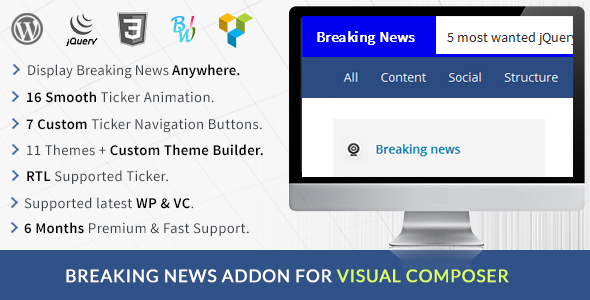 jQuery
3
BW
Display Breaking News Anywhere.
16 Smooth Ticker Animation.
7 Custom Ticker Navigation Buttons.
11 Themes + Custom Theme Builder.
RTL Supported Ticker.
Supported latest WP & VC.
6 Months Premium & Fast Support.
Breaking News 5 most wanted jQuery
All Content Social Structure
Breaking news
BREAKING NEWS ADDON FOR VISUAL COMPOSER